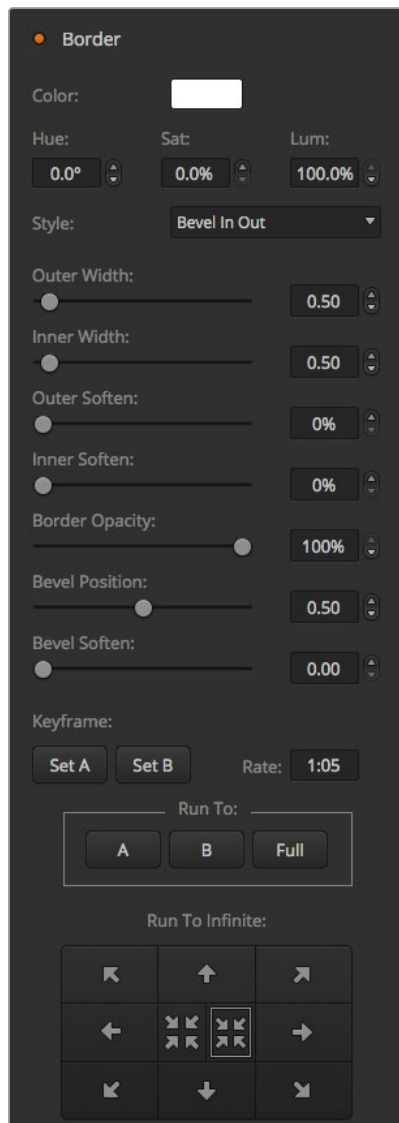 Border
Color:
Hue: Sat: Lum:
0.0° 0.0% 100.0%
Style: Bevel In Out
Outer Width:
0.50
Inner Width:
0.50
Outer Soften:
0%
Inner Soften:
0%
Border Opacity:
100%
Bevel Position:
0.50
Bevel Soften:
0.00
Keyframe:
Set A Set B Rate: 1:05
Run To:
A B Full
Run To Infinite: